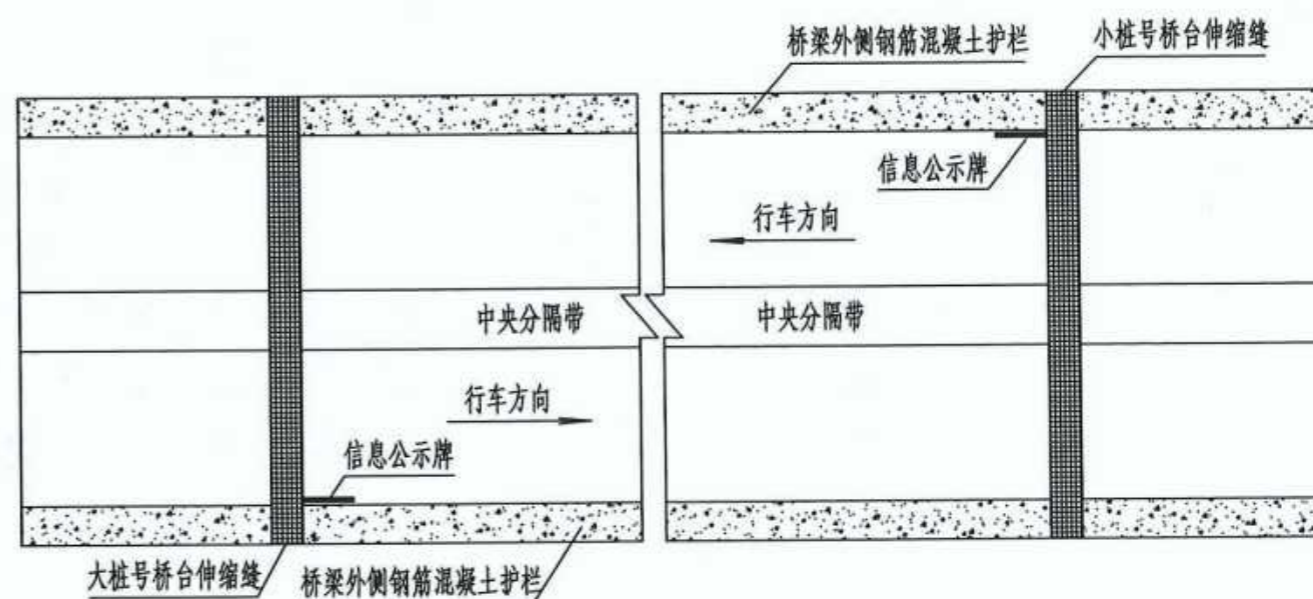 桥梁外侧钢筋混凝土护栏
小桩号桥台伸缩缝
信息公示牌
行车方向
中央分隔带
中央分隔带
行车方向
信息公示牌
大桩号桥台伸缩缝
桥梁外侧钢筋混凝土护栏